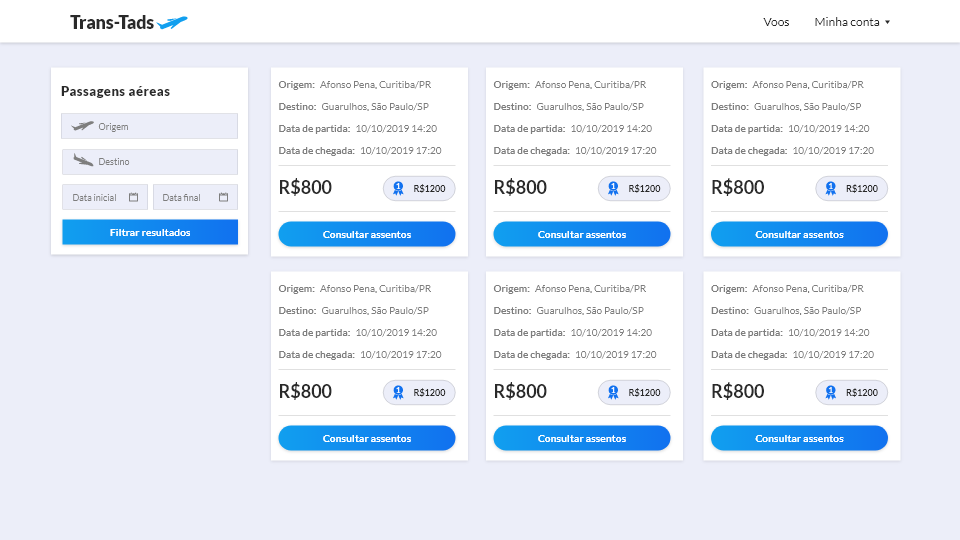 Trans-Tads
Voos
Minha conta
Passagens aéreas
Origem
Destino
Data inicial
Data final
Filtrar resultados
Origem: Afonso Pena, Curitiba/PR
Destino: Guarulhos, São Paulo/SP
Data de partida: 10/10/2019 14:20
Data de chegada: 10/10/2019 17:20
R$800
1
R$1200
Consultar assentos
Origem: Afonso Pena, Curitiba/PR
Destino: Guarulhos, São Paulo/SP
Data de partida: 10/10/2019 14:20
Data de chegada: 10/10/2019 17:20
R$800
1
R$1200
Consultar assentos
Origem: Afonso Pena, Curitiba/PR
Destino: Guarulhos, São Paulo/SP
Data de partida: 10/10/2019 14:20
Data de chegada: 10/10/2019 17:20
R$800
1
R$1200
Consultar assentos
Origem: Afonso Pena, Curitiba/PR
Destino: Guarulhos, São Paulo/SP
Data de partida: 10/10/2019 14:20
Data de chegada: 10/10/2019 17:20
R$800
1
R$1200
Consultar assentos
Origem: Afonso Pena, Curitiba/PR
Destino: Guarulhos, São Paulo/SP
Data de partida: 10/10/2019 14:20
Data de chegada: 10/10/2019 17:20
R$800
1
R$1200
Consultar assentos
Origem: Afonso Pena, Curitiba/PR
Destino: Guarulhos, São Paulo/SP
Data de partida: 10/10/2019 14:20
Data de chegada: 10/10/2019 17:20
R$800
1
R$1200
Consultar assentos